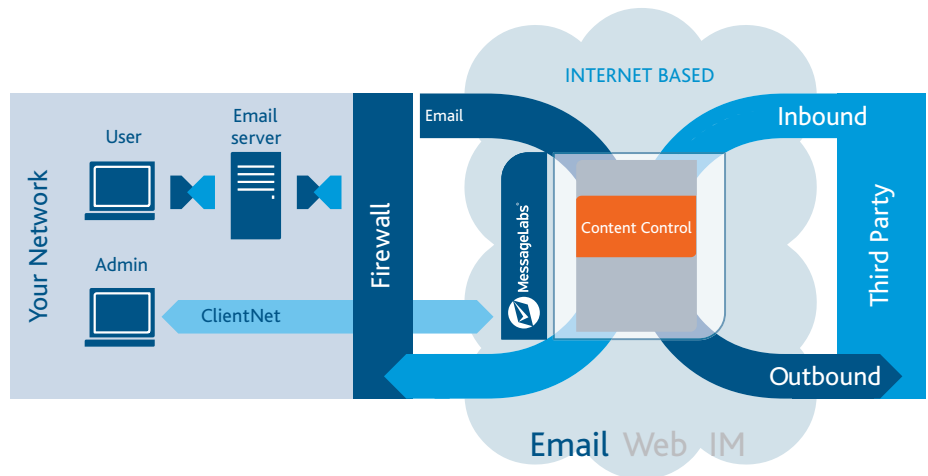 INTERNET BASED
Your Network
User
Email
server
Admin
ClientNet
Firewall
Email
MessageLabs®
Content Control
Inbound
Third Party
Outbound
Email Web IM